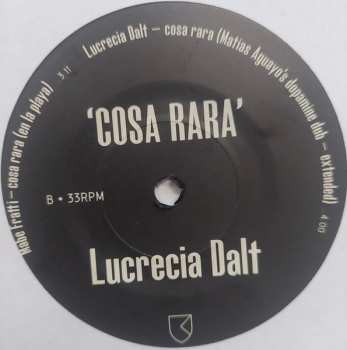 Mabe Fratti — cosa rara (en la playa) 3.11
Lucrecia Dalt — cosa rara (Matias Aguayo's dopamine dub — extended) 4.00
'COSA RARA'
B • 33RPM
Lucrecia Dalt